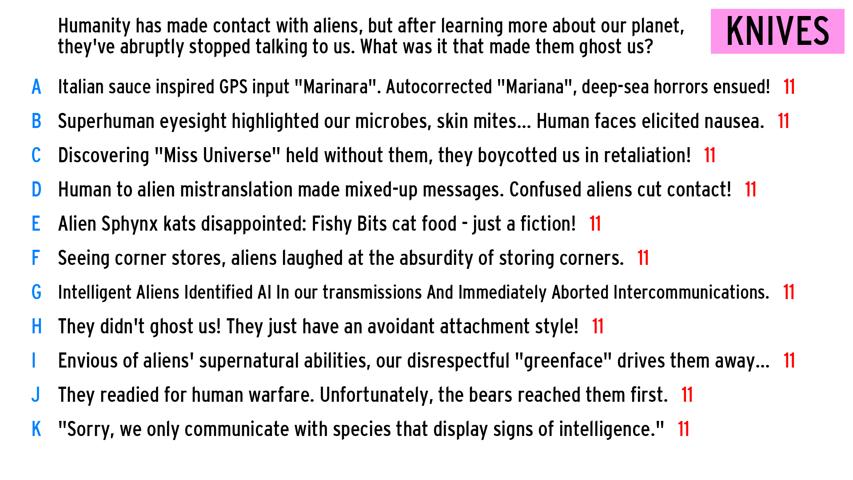 Humanity has made contact with aliens, but after learning more about our planet,
they've abruptly stopped talking to us. What was it that made them ghost us?
KNIVES
A Italian sauce inspired GPS input "Marinara". Autocorrected "Mariana", deep-sea horrors ensued! 11
B Superhuman eyesight highlighted our microbes, skin mites... Human faces elicited nausea. 11
C Discovering "Miss Universe" held without them, they boycotted us in retaliation! 11
D Human to alien mistranslation made mixed-up messages. Confused aliens cut contact! 11
E Alien Sphynx kats disappointed: Fishy Bits cat food - just a fiction! 11
F Seeing corner stores, aliens laughed at the absurdity of storing corners. 11
G Intelligent Aliens Identified AI In our transmissions And Immediately Aborted Intercommunications. 11
H They didn't ghost us! They just have an avoidant attachment style! 11
I Envious of aliens' supernatural abilities, our disrespectful "greenface" drives them away... 11
J They readied for human warfare. Unfortunately, the bears reached them first. 11
K "Sorry, we only communicate with species that display signs of intelligence." 11